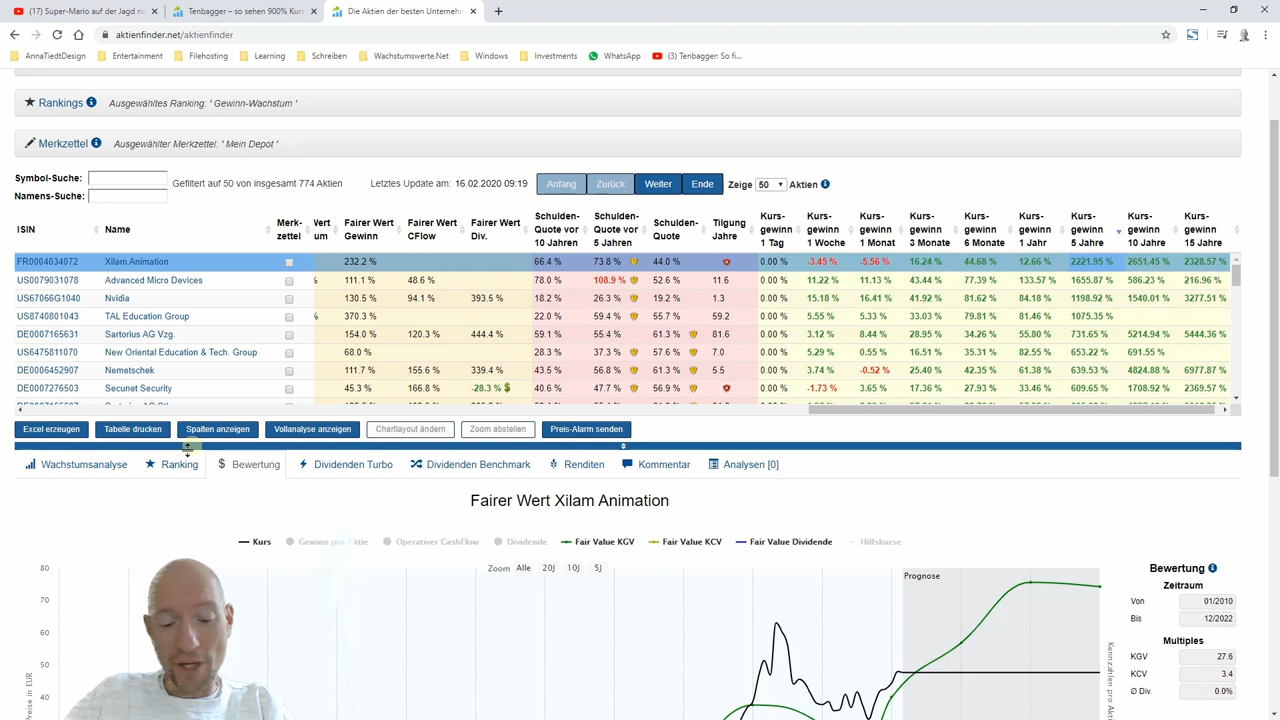 (17) Super-Mario auf der Jagd na
Tenbagger – so sehen 900% Kurs
Die Aktien der besten Unternehm
aktienfinder.net/aktienfinder
AnnaTiedtDesign
Entertainment
Filehosting
Learning
Schreiben
Wachstumswerte.Net
Windows
Investments
WhatsApp
(3) Tenbagger: So fi...
Rankings Ausgewähltes Ranking: ' Gewinn-Wachstum '
Merkzettel Ausgewählter Merkzettel: ' Mein Depot '
Symbol-Suche:
Namens-Suche:
Gefiltert auf 50 von insgesamt 774 Aktien
Letztes Update am: 16.02.2020 09:19
Anfang Zurück Weiter Ende
Zeige 50 Aktien
ISIN Name Merk-zettel Wert um Fairer Wert Gewinn Fairer Wert CFlow Fairer Wert Div. Schulden-Quote vor 10 Jahren Schulden-Quote vor 5 Jahren Schulden-Quote Tilgung Jahre Kurs-gewinn 1 Tag Kurs-gewinn 1 Woche Kurs-gewinn 1 Monat Kurs-gewinn 3 Monate Kurs-gewinn 6 Monate Kurs-gewinn 1 Jahr Kurs-gewinn 5 Jahre Kurs-gewinn 10 Jahre Kurs-gewinn 15 Jahre
FR0004034072 Xilam Animation 232.2 % 66.4 % 73.8 % 44.0 % 0.00 % -3.45 % -5.56 % 16.24 % 44.68 % 12.66 % 2221.95 % 2651.45 % 2328.57 %
US0079031078 Advanced Micro Devices % 111.1 % 48.6 % 78.0 % 108.9 % 52.6 % 11.6 0.00 % 11.22 % 11.13 % 43.44 % 77.39 % 133.57 % 1655.87 % 586.23 % 216.96 %
US67066G1040 Nvidia 130.5 % 94.1 % 393.5 % 18.2 % 26.3 % 19.2 % 1.3 0.00 % 15.18 % 16.41 % 41.92 % 81.62 % 84.18 % 1198.92 % 1540.01 % 3277.51 %
US8740801043 TAL Education Group % 370.3 % 22.0 % 59.4 % 55.7 % 59.2 0.00 % 5.55 % 5.33 % 33.03 % 79.81 % 81.46 % 1075.35 %
DE0007165631 Sartorius AG Vzg. 154.0 % 120.3 % 444.4 % 59.1 % 55.4 % 61.3 % 81.6 0.00 % 3.12 % 8.44 % 28.95 % 34.26 % 55.80 % 731.65 % 5214.94 % 5444.36 %
US6475811070 New Oriental Education & Tech. Group 68.0 % 28.3 % 37.3 % 57.6 % 7.0 0.00 % 5.29 % 0.55 % 16.51 % 35.31 % 82.55 % 653.22 % 691.55 %
DE0006452907 Nemetschek 111.7 % 155.6 % 339.4 % 43.5 % 56.8 % 61.3 % 5.5 0.00 % 3.74 % -0.52 % 25.40 % 42.35 % 61.38 % 639.53 % 4824.88 % 6977.87 %
DE0007276503 Secunet Security 45.3 % 166.8 % -28.3 % $ 40.6 % 47.7 % 56.9 % 0.00 % -1.73 % 3.65 % 17.36 % 27.93 % 33.46 % 609.65 % 1708.92 % 2369.57 %
Excel erzeugen
Tabelle drucken
Spalten anzeigen
Vollanalyse anzeigen
Chartlayout ändern
Zoom abstellen
Preis-Alarm senden
Wachstumsanalyse
Ranking
$ Bewertung
Dividenden Turbo
Dividenden Benchmark
Renditen
Kommentar
Analysen [0]
Fairer Wert Xilam Animation
Kurs Gewinn pro Aktie Operativer CashFlow Dividende Fair Value KGV Fair Value KCV Fair Value Dividende Hilfskurse
Zoom Alle 20J 10J 5J
Prognose
80
70
60
50
40
Preise in EUR
Kennzahlen pro Akti
Bewertung
Zeitraum
Von 01/2010
Bis 12/2022
Multiples
KGV 27.6
KCV 3.4
Ø Div. 0.0%